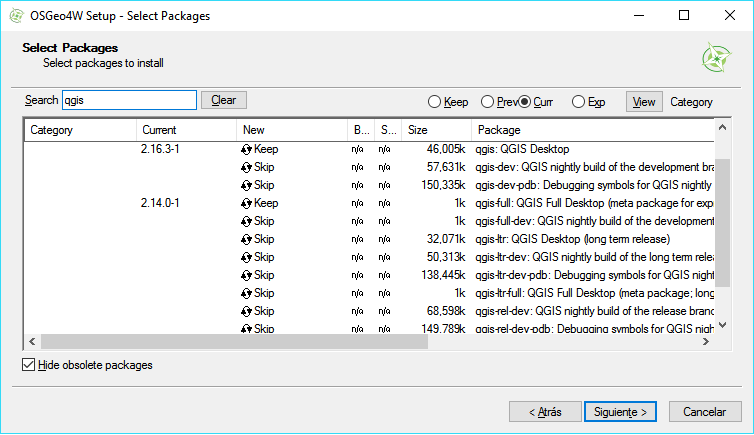 OSGeo4W Setup - Select Packages
Select Packages
Select packages to install
Search qgis Clear Keep Prev Curr Exp View Category
Category Current New B... S... Size Package
2.16.3-1 Keep n/a n/a 46,005k qgis: QGIS Desktop
Skip n/a n/a 57,631k qgis-dev: QGIS nightly build of the development bra
Skip n/a n/a 150,335k qgis-dev-pdb: Debugging symbols for QGIS nightly
2.14.0-1 Keep n/a n/a 1k qgis-full: QGIS Full Desktop (meta package for exp
Skip n/a n/a 1k qgis-full-dev: QGIS nightly build of the development
Skip n/a n/a 32,071k qgis-ltr: QGIS Desktop (long term release)
Skip n/a n/a 50,313k qgis-ltr-dev: QGIS nightly build of the long term relea
Skip n/a n/a 138,445k qgis-ltr-dev-pdb: Debugging symbols for QGIS night
Skip n/a n/a 1k qgis-ltr-full: QGIS Full Desktop (meta package; long
Skip n/a n/a 68,598k qgis-rel-dev: QGIS nightly build of the release branc
Skip n/a n/a 149,789k qgis-rel-dev-pdb: Debugging symbols for QGIS nigh
Hide obsolete packages
< Atrás Siguiente > Cancelar